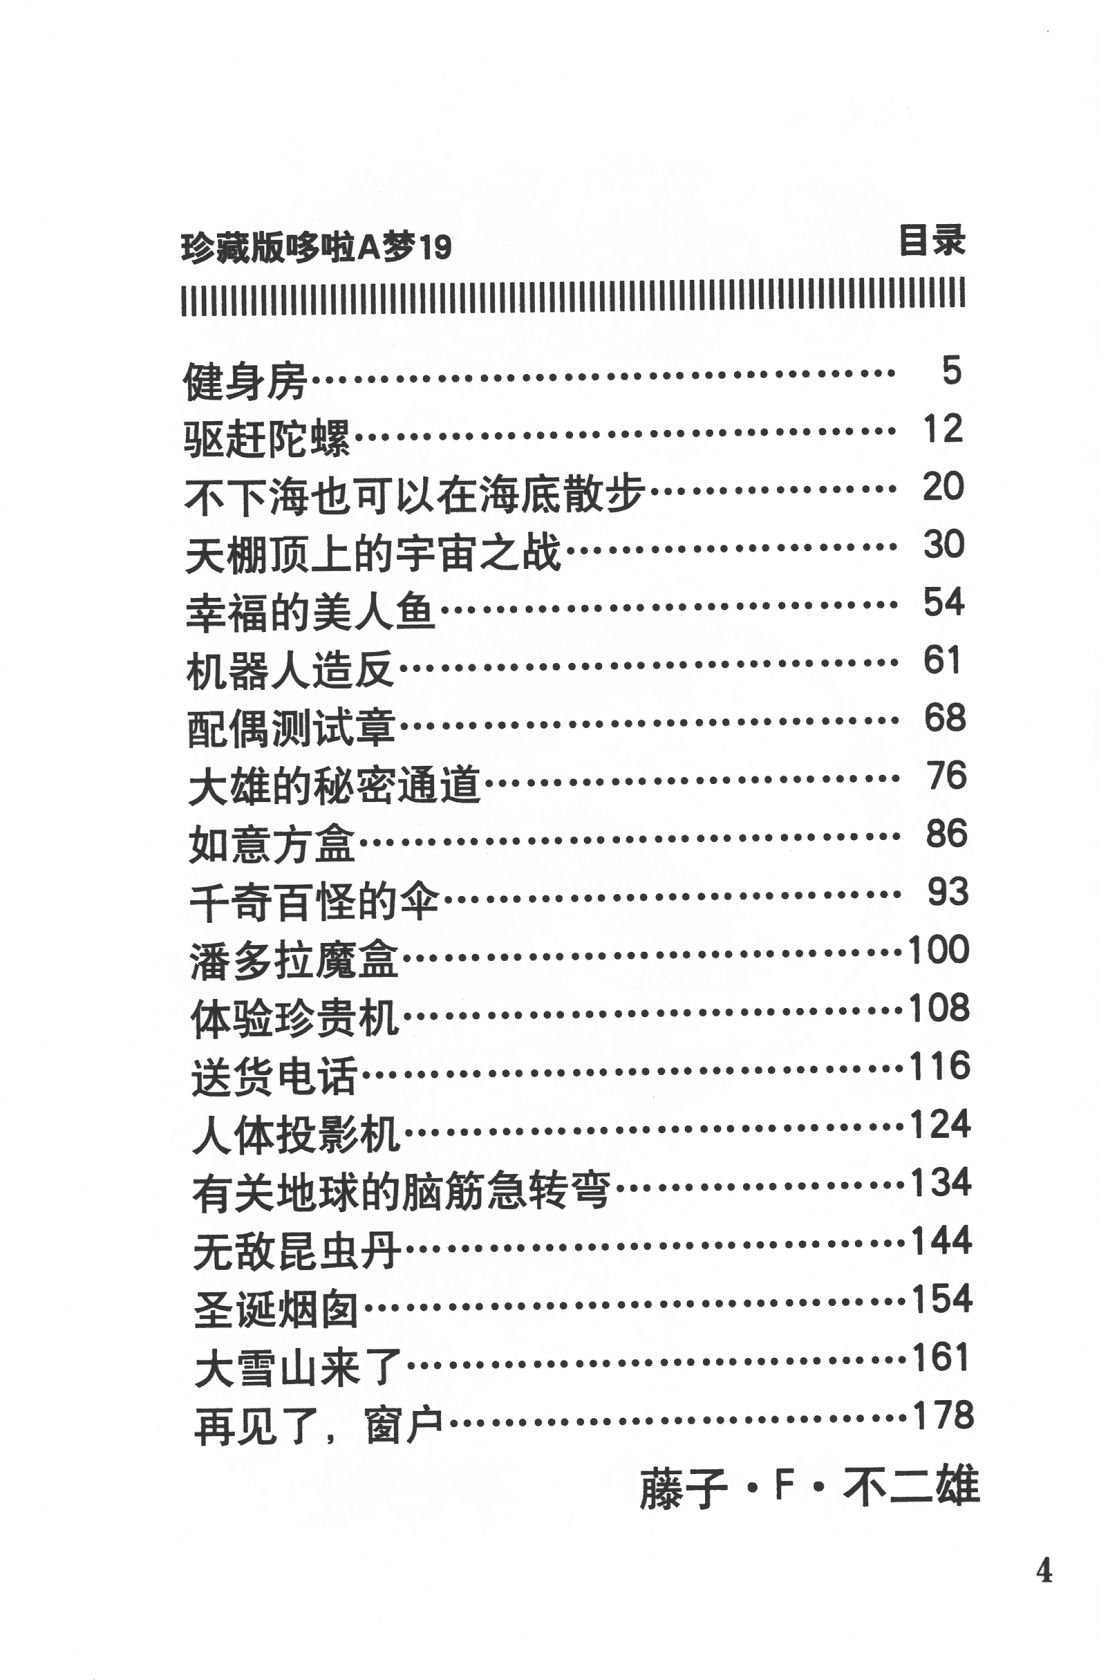 珍藏版哆啦A梦19 目录
健身房…………………………………… 5
驱赶陀螺…………………………………… 12
不下海也可以在海底散步……………… 20
天棚顶上的宇宙之战…………………… 30
幸福的美人鱼…………………………… 54
机器人造反……………………………… 61
配偶测试章……………………………… 68
大雄的秘密通道………………………… 76
如意方盒………………………………… 86
千奇百怪的伞…………………………… 93
潘多拉魔盒………………………………100
体验珍贵机………………………………108
送货电话…………………………………116
人体投影机………………………………124
有关地球的脑筋急转弯…………………134
无敌昆虫丹………………………………144
圣诞烟囱…………………………………154
大雪山来了………………………………161
再见了，窗户……………………………178
藤子·F·不二雄
4